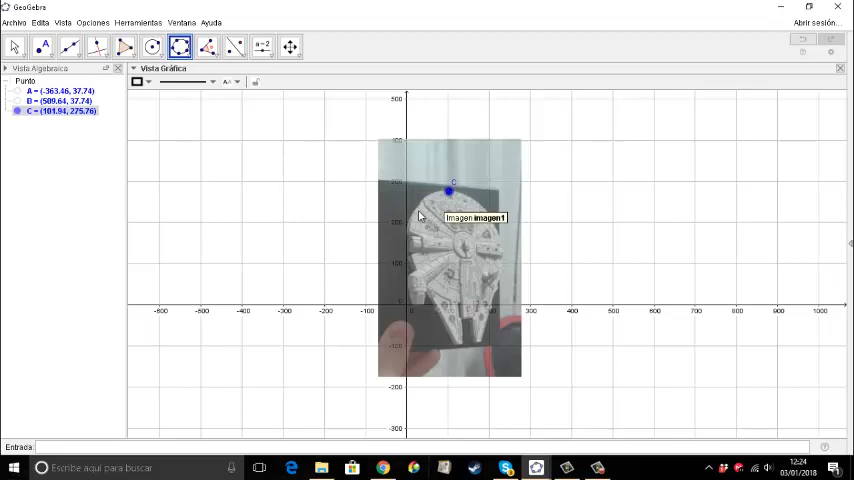 GeoGebra
Archivo Edita Vista Opciones Herramientas Ventana Ayuda
Abrir sesión...
A
a=2
Vista Algebraica
Vista Gráfica
Punto
A = (-363.46, 37.74)
B = (509.64, 37.74)
C = (101.94, 275.76)
500
400
300
200
100
0
-100
-200
-300
C
Imagen imagen1
-600 -500 -400 -300 -200 -100 0 100 200 300 400 500 600 700 800 900 1000
Entrada:
Escribe aquí para buscar
12:24
03/01/2018